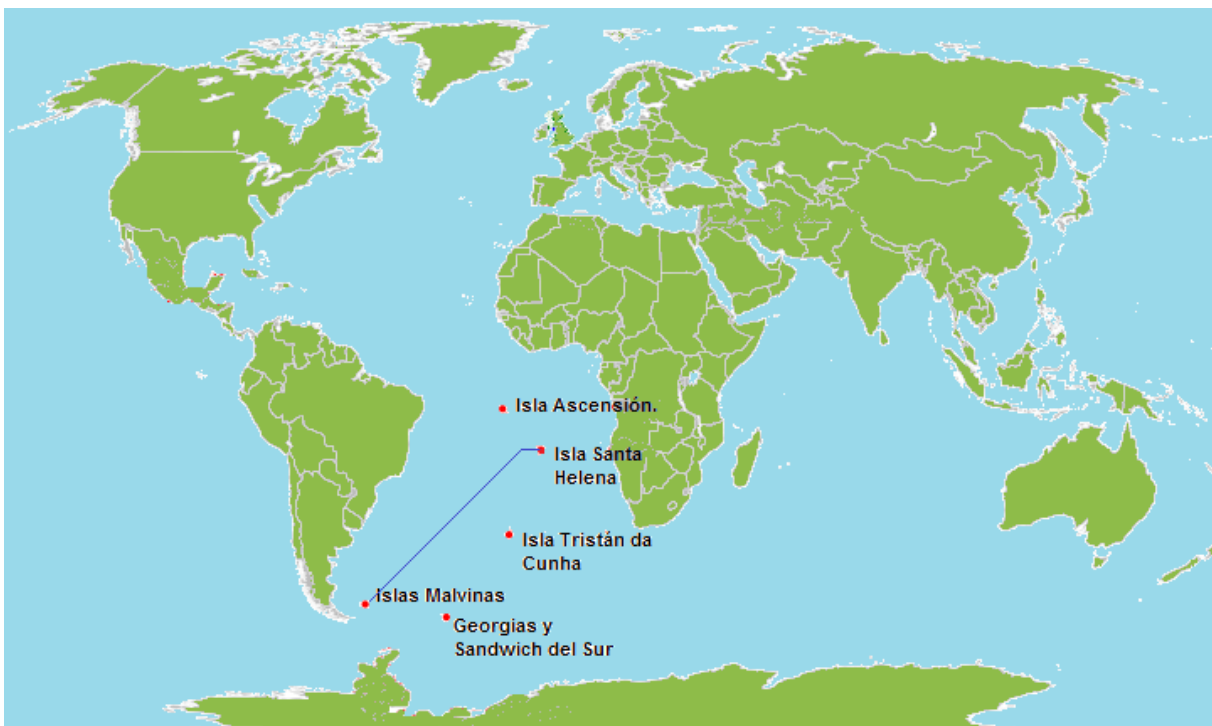 Isla Ascensión.
Isla Santa
Helena
Isla Tristán da
Cunha
Islas Malvinas
Georgias y
Sandwich del Sur